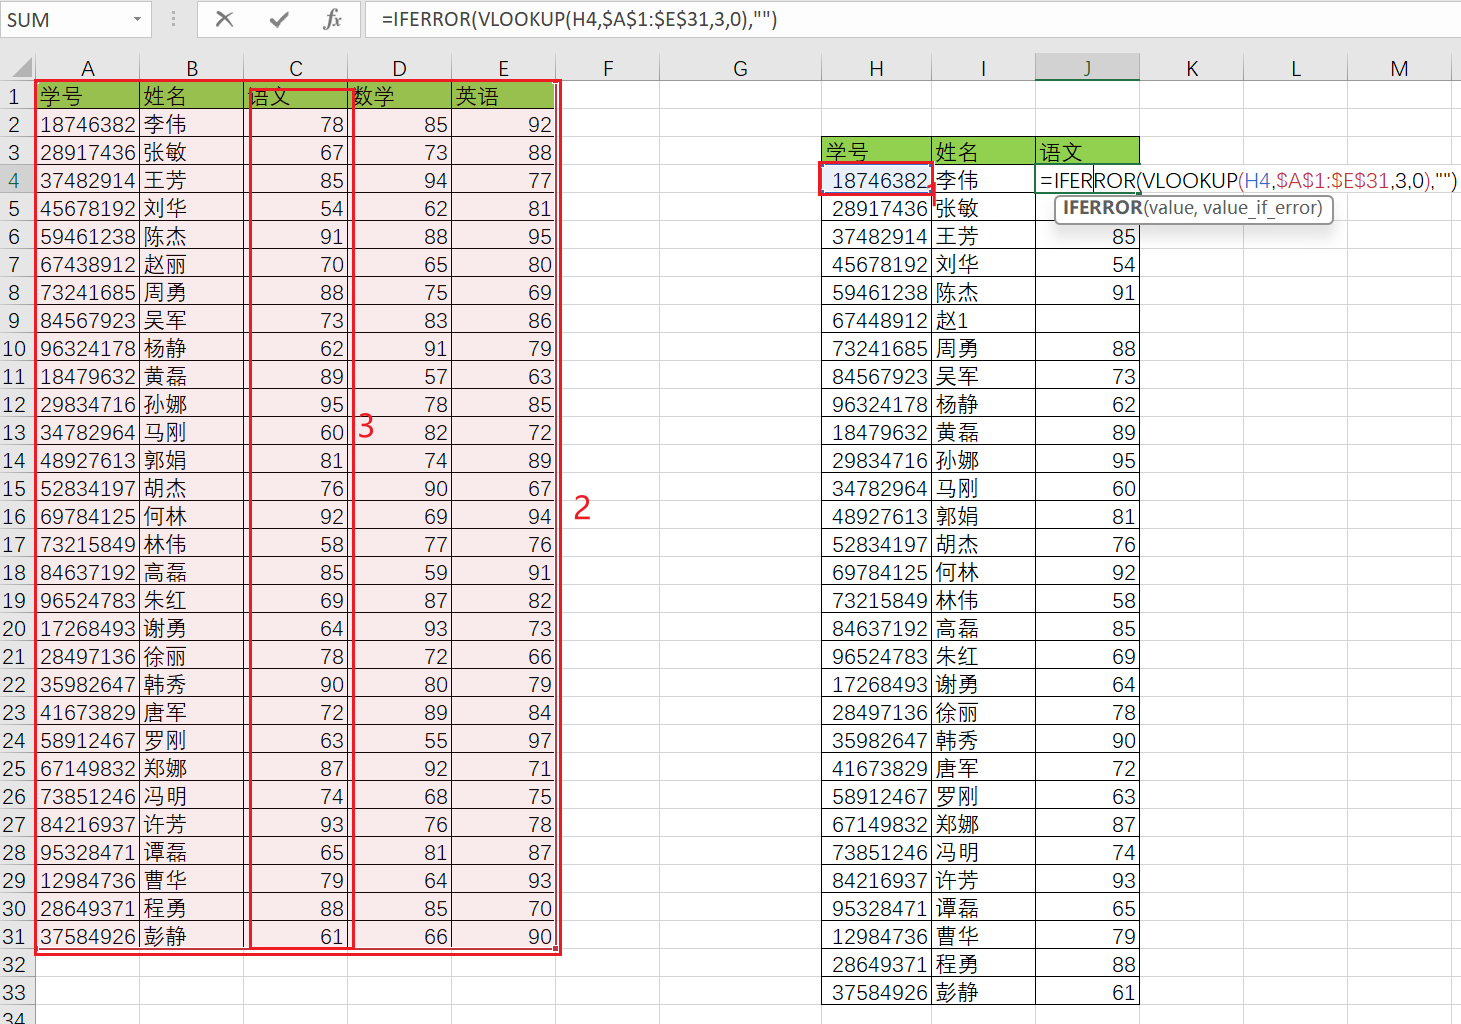 SUM =IFERROR(VLOOKUP(H4,$A$1:$E$31,3,0),"")
A B C D E F G H I J K L M
1 学号 姓名 语文 数学 英语
2 18746382 李伟 78 85 92
3 28917436 张敏 67 73 88 学号 姓名 语文
4 37482914 王芳 85 94 77 18746382 1 李伟 =IFERROR(VLOOKUP(H4,$A$1:$E$31,3,0),"")
5 45678192 刘华 54 62 81 28917436 张敏 IFERROR(value, value_if_error)
6 59461238 陈杰 91 88 95 37482914 王芳 85
7 67438912 赵丽 70 65 80 45678192 刘华 54
8 73241685 周勇 88 75 69 59461238 陈杰 91
9 84567923 吴军 73 83 86 67448912 赵1
10 96324178 杨静 62 91 79 73241685 周勇 88
11 18479632 黄磊 89 57 63 84567923 吴军 73
12 29834716 孙娜 95 78 85 96324178 杨静 62
13 34782964 马刚 60 3 82 72 18479632 黄磊 89
14 48927613 郭娟 81 74 89 29834716 孙娜 95
15 52834197 胡杰 76 90 67 34782964 马刚 60
16 69784125 何林 92 69 94 2 48927613 郭娟 81
17 73215849 林伟 58 77 76 52834197 胡杰 76
18 84637192 高磊 85 59 91 69784125 何林 92
19 96524783 朱红 69 87 82 73215849 林伟 58
20 17268493 谢勇 64 93 73 84637192 高磊 85
21 28497136 徐丽 78 72 66 96524783 朱红 69
22 35982647 韩秀 90 80 79 17268493 谢勇 64
23 41673829 唐军 72 89 84 28497136 徐丽 78
24 58912467 罗刚 63 55 97 35982647 韩秀 90
25 67149832 郑娜 87 92 71 41673829 唐军 72
26 73851246 冯明 74 68 75 58912467 罗刚 63
27 84216937 许芳 93 76 78 67149832 郑娜 87
28 95328471 谭磊 65 81 87 73851246 冯明 74
29 12984736 曹华 79 64 93 84216937 许芳 93
30 28649371 程勇 88 85 70 95328471 谭磊 65
31 37584926 彭静 61 66 90 12984736 曹华 79
32 28649371 程勇 88
33 37584926 彭静 61
34